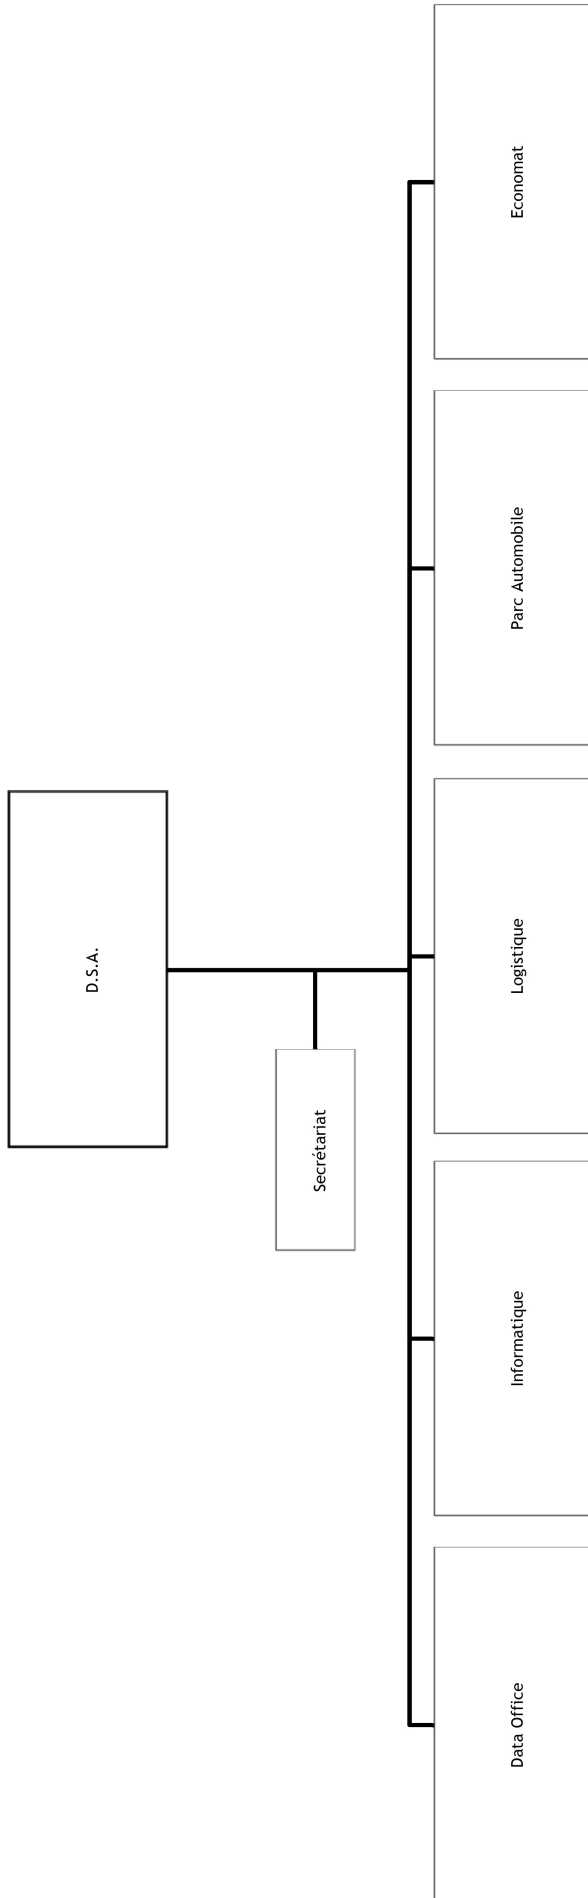 D.S.A.
Secrétariat
Data Office
Informatique
Logistique
Parc Automobile
Economat